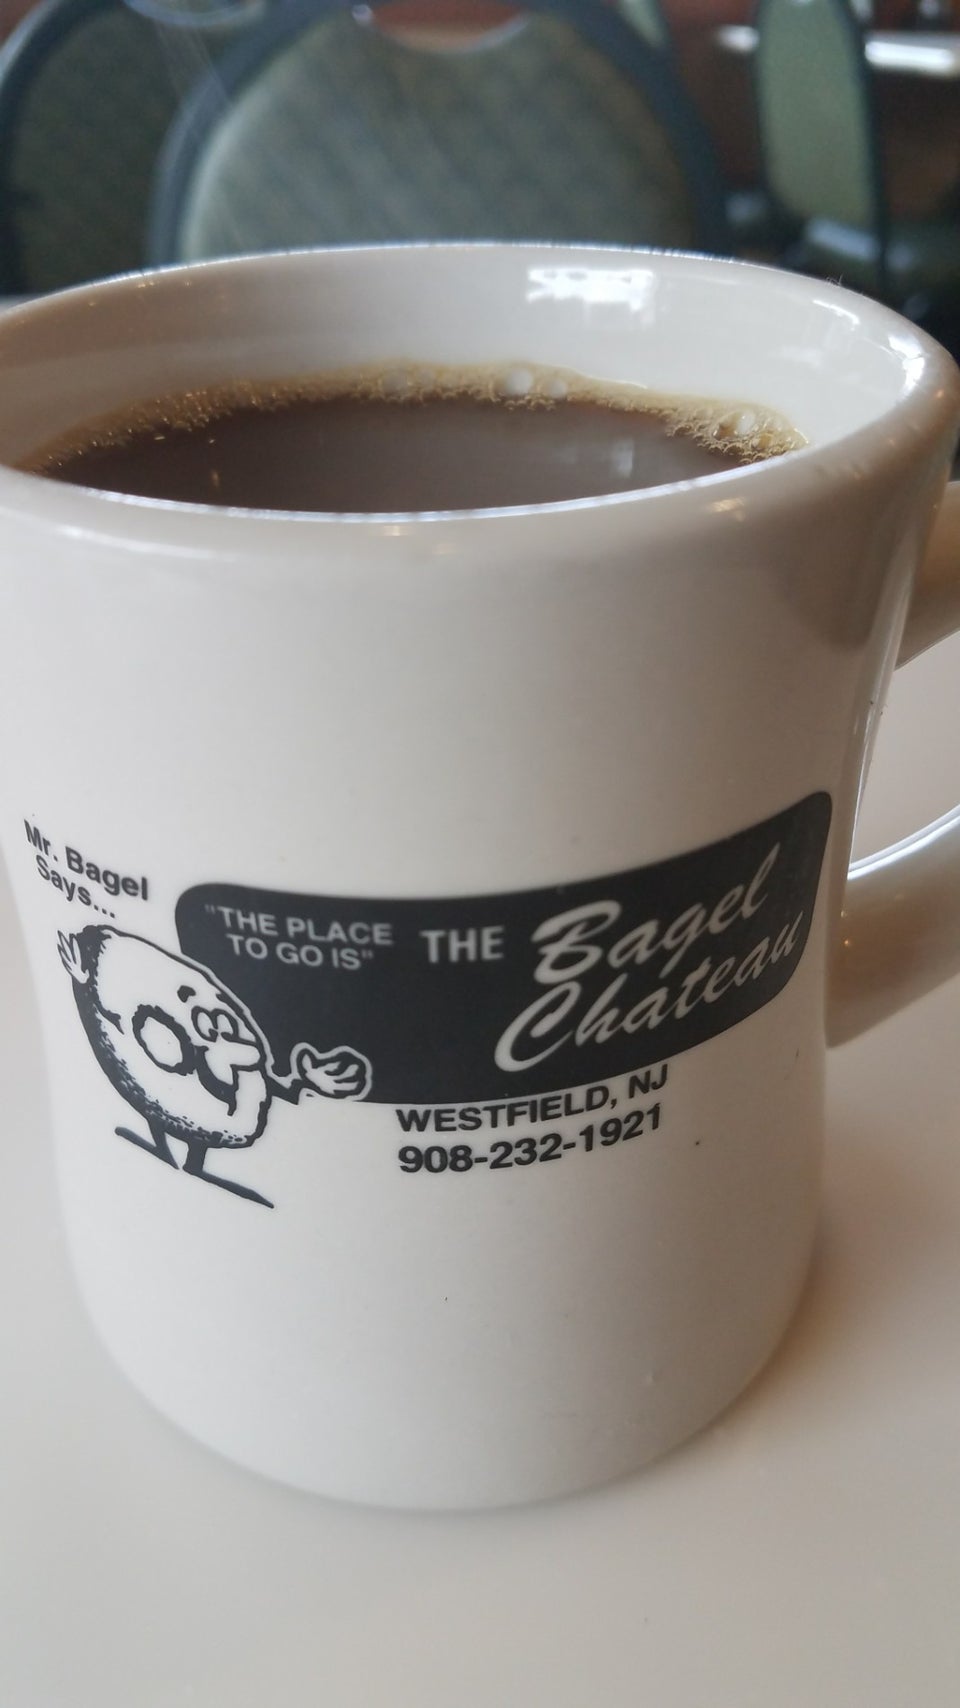 Mr. Bagel
Says...
"THE PLACE
TO GO IS"
THE Bagel
Chateau
WESTFIELD, NJ
908-232-1921